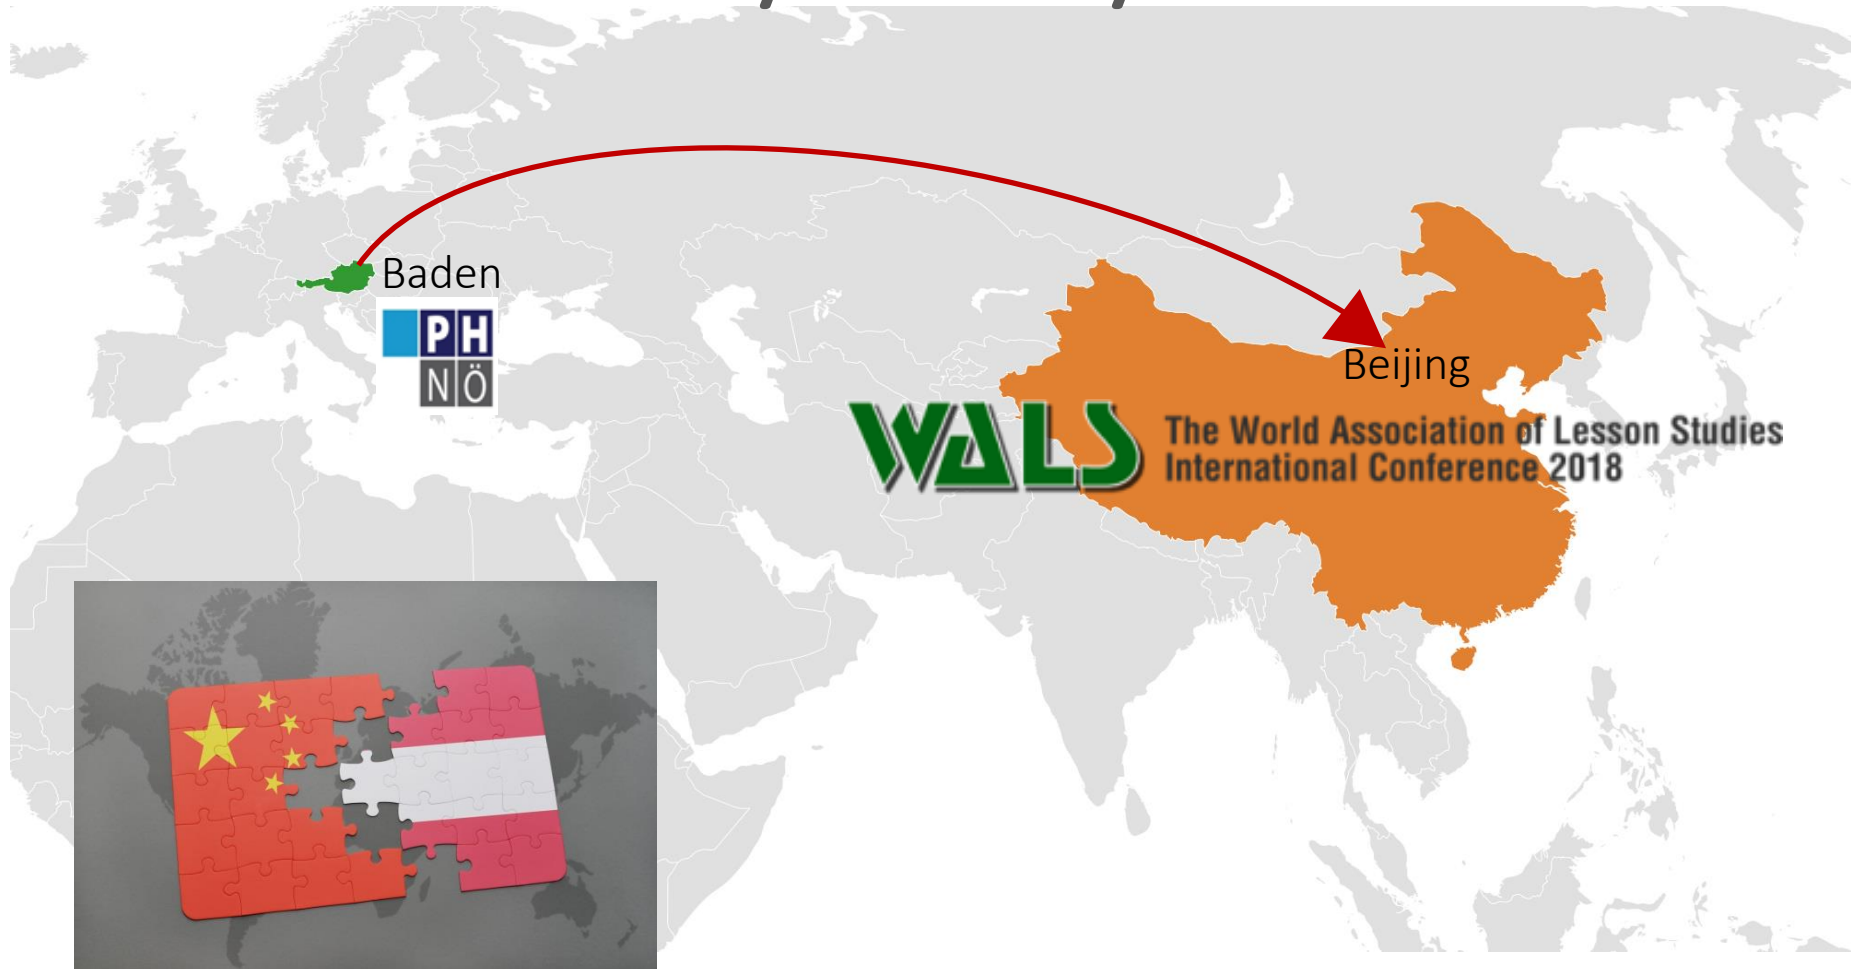 Baden
PH
NÖ
Beijing
WALS
The World Association of Lesson Studies
International Conference 2018